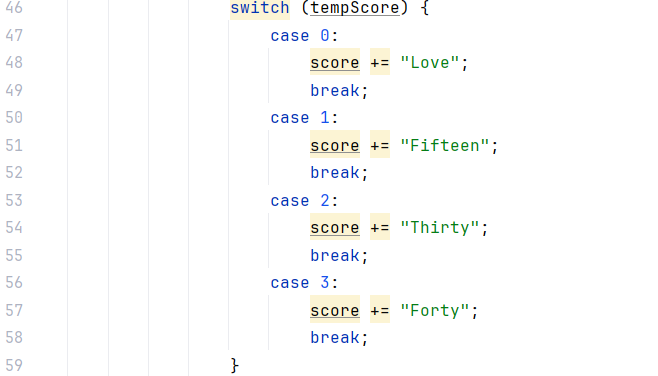 46 switch (tempScore) {
47 case 0:
48 score += "Love";
49 break;
50 case 1:
51 score += "Fifteen";
52 break;
53 case 2:
54 score += "Thirty";
55 break;
56 case 3:
57 score += "Forty";
58 break;
59 }